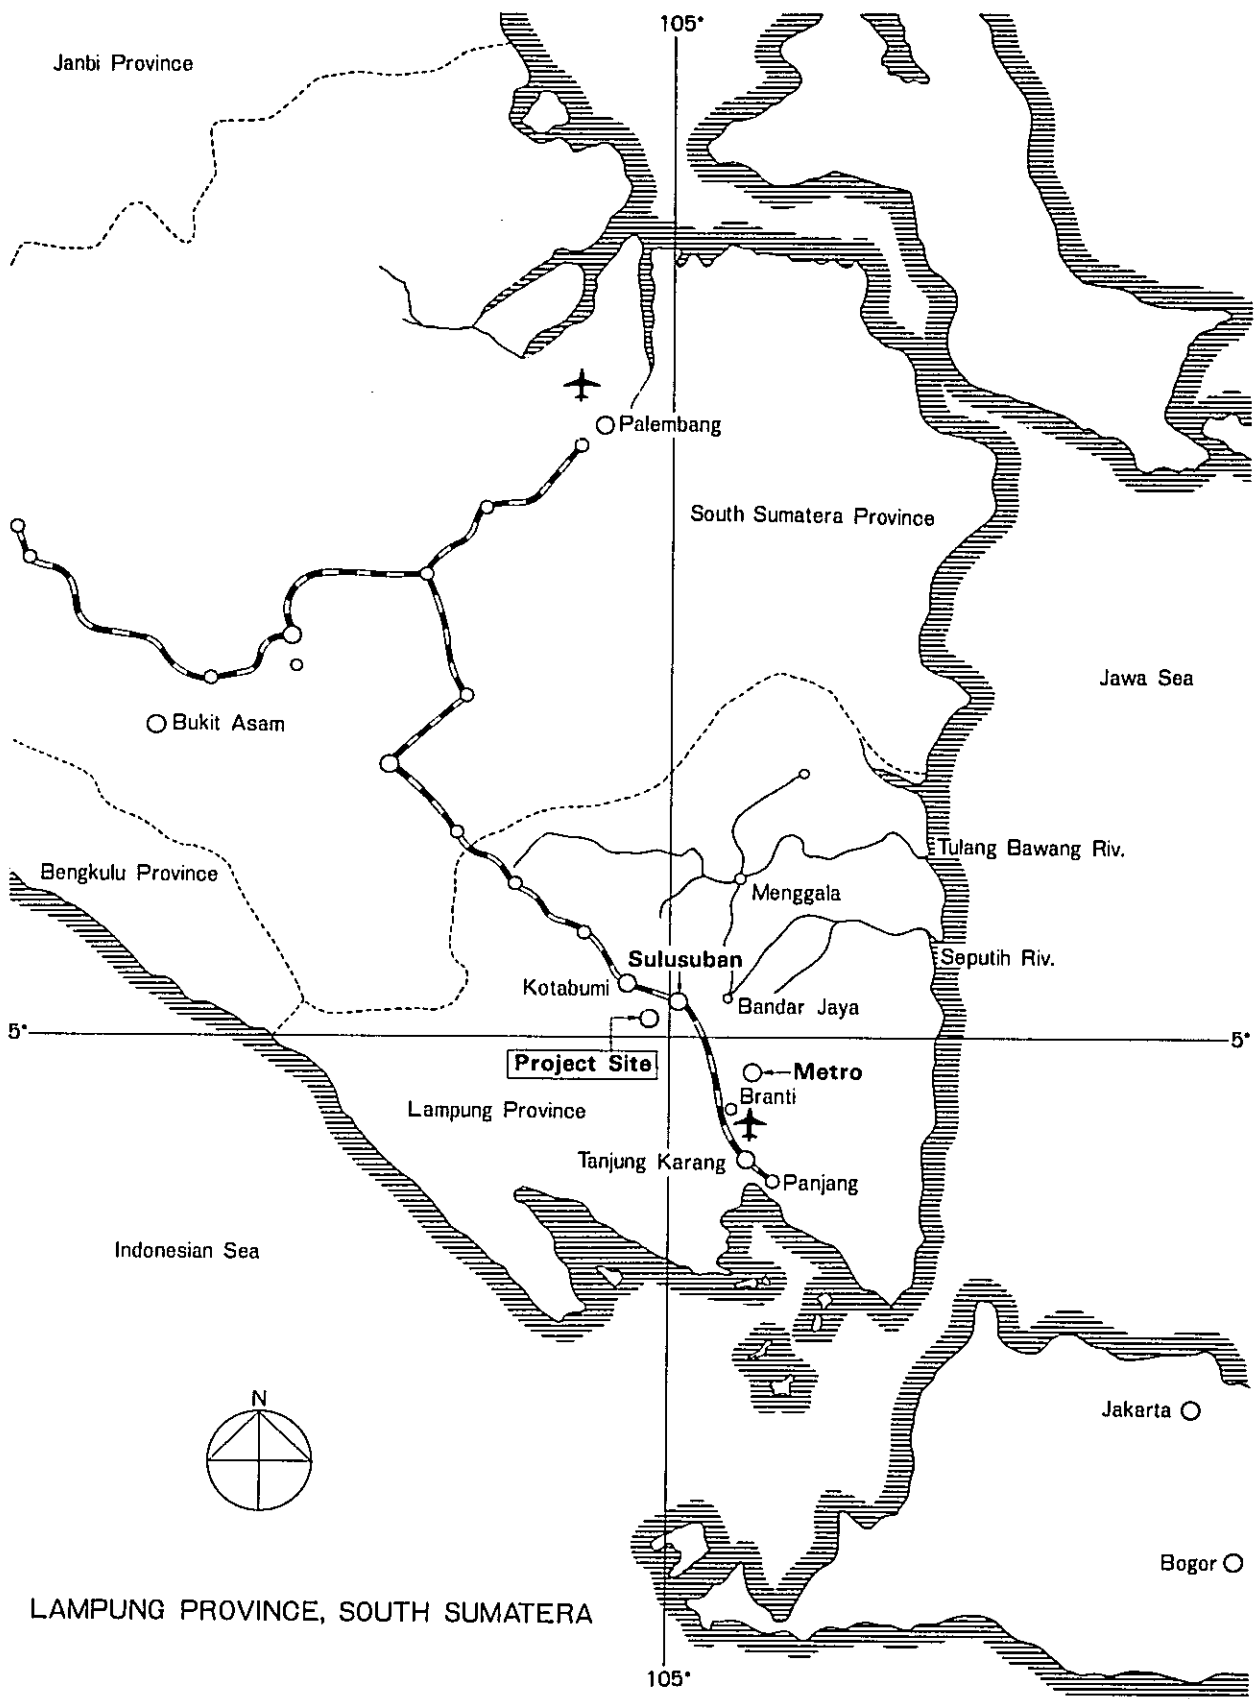 105°
Janbi Province
Palembang
South Sumatera Province
Jawa Sea
Bukit Asam
Tulang Bawang Riv.
Bengkulu Province
Menggala
Sulusuban
Seputih Riv.
Kotabumi
Bandar Jaya
5°
5°
Project Site
Metro
Branti
Lampung Province
Tanjung Karang
Panjang
Indonesian Sea
N
Jakarta
Bogor
LAMPUNG PROVINCE, SOUTH SUMATERA
105°